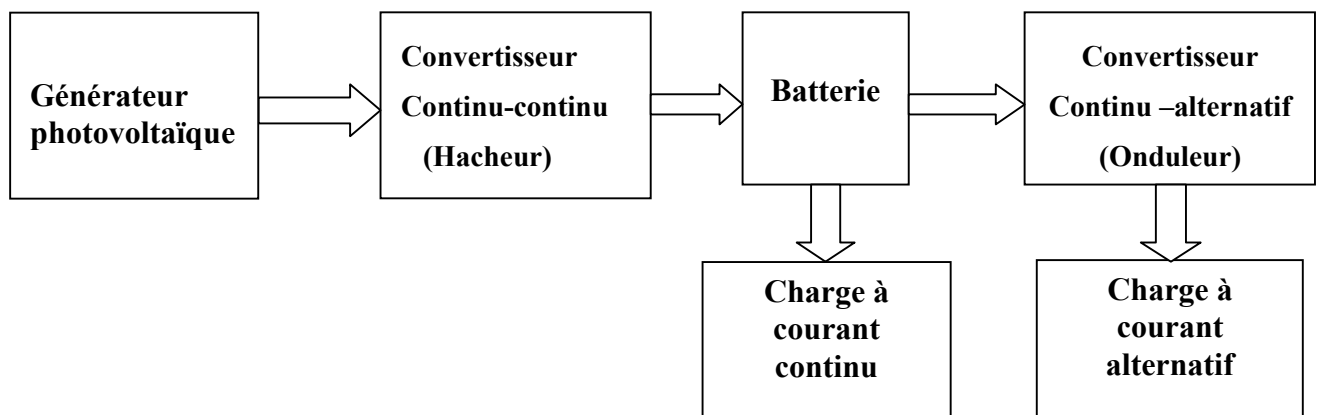 Générateur
photovoltaïque
Convertisseur
Continu-continu
(Hacheur)
Batterie
Convertisseur
Continu –alternatif
(Onduleur)
Charge à
courant
continu
Charge à
courant
alternatif